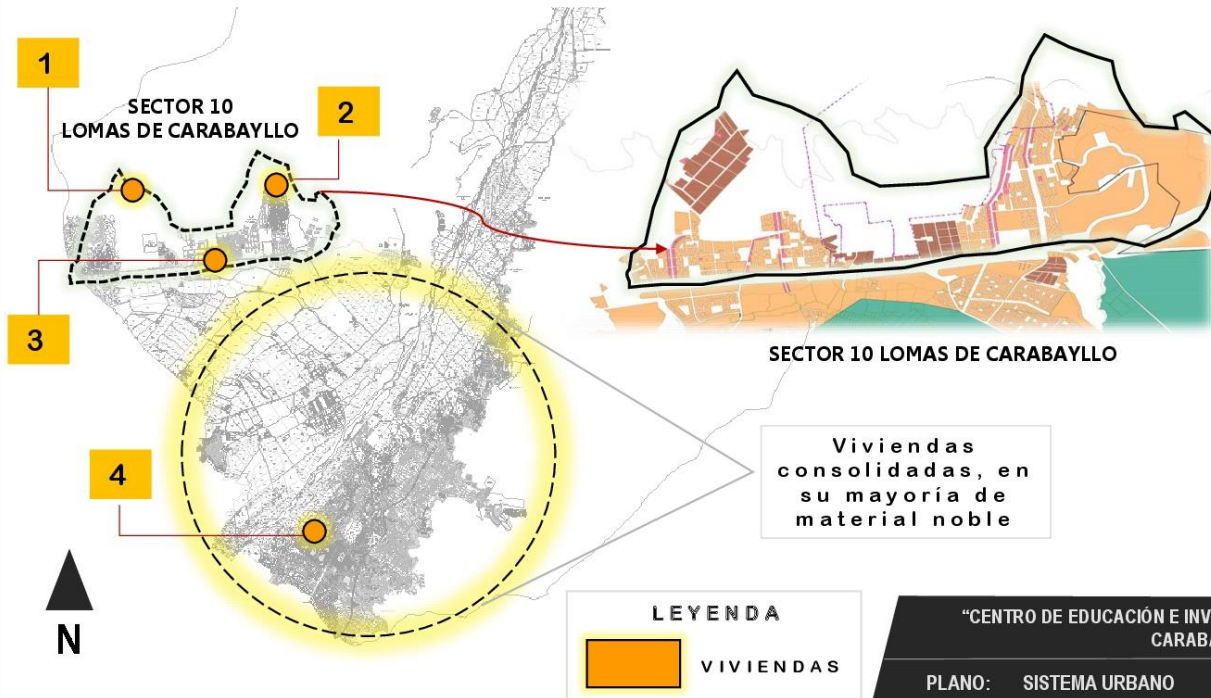 1
SECTOR 10
LOMAS DE CARABAYLLO
2
3
SECTOR 10 LOMAS DE CARABAYLLO
4
Viviendas
consolidadas, en
su mayoría de
material noble
N
LEYENDA
VIVIENDAS
"CENTRO DE EDUCACIÓN E INV
CARABA
PLANO: SISTEMA URBANO